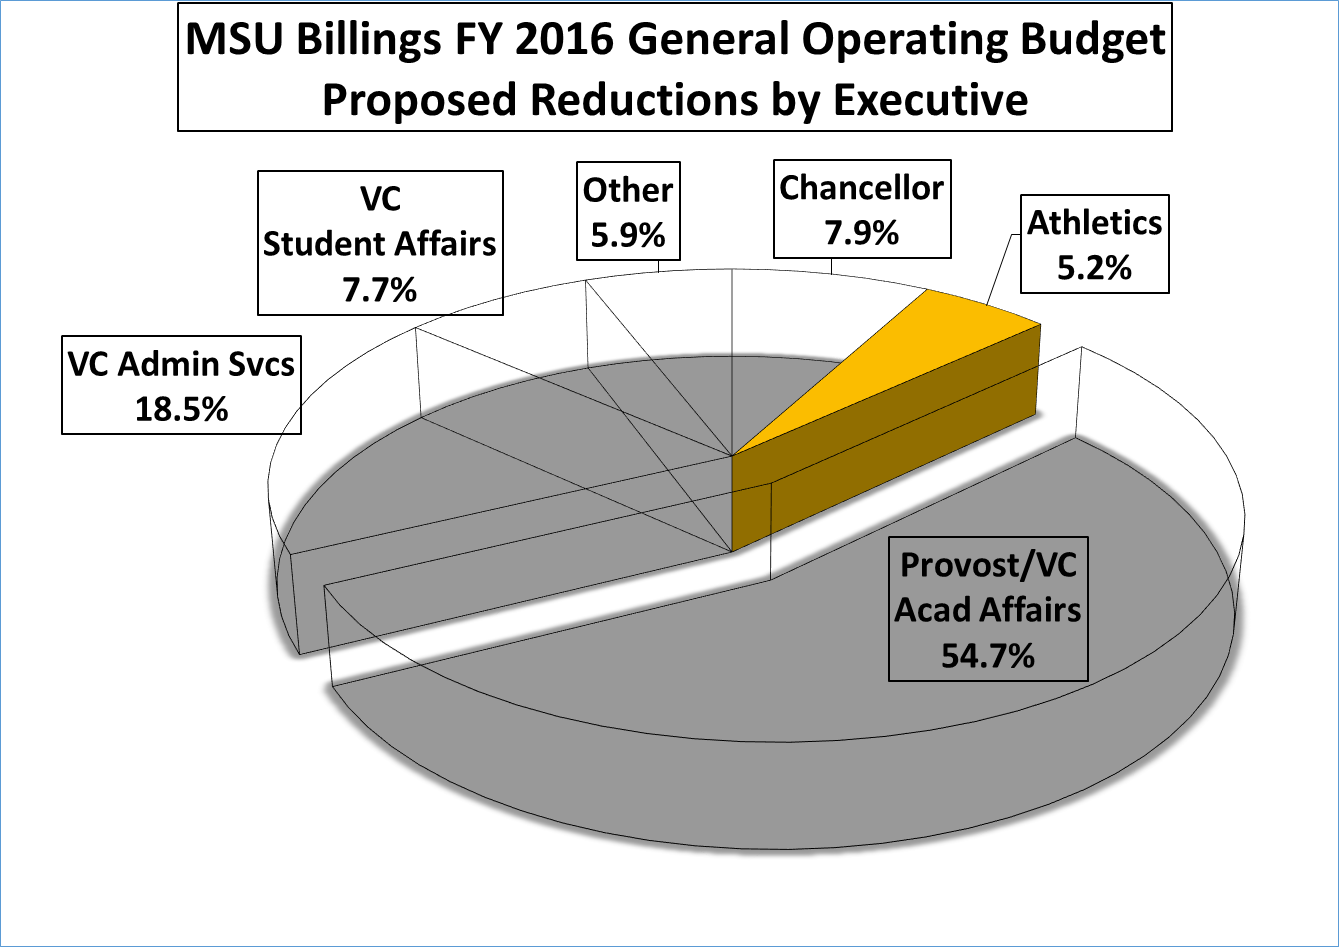 MSU Billings FY 2016 General Operating Budget
Proposed Reductions by Executive
VC
Student Affairs
7.7%
Other
5.9%
Chancellor
7.9%
Athletics
5.2%
VC Admin Svcs
18.5%
Provost/VC
Acad Affairs
54.7%